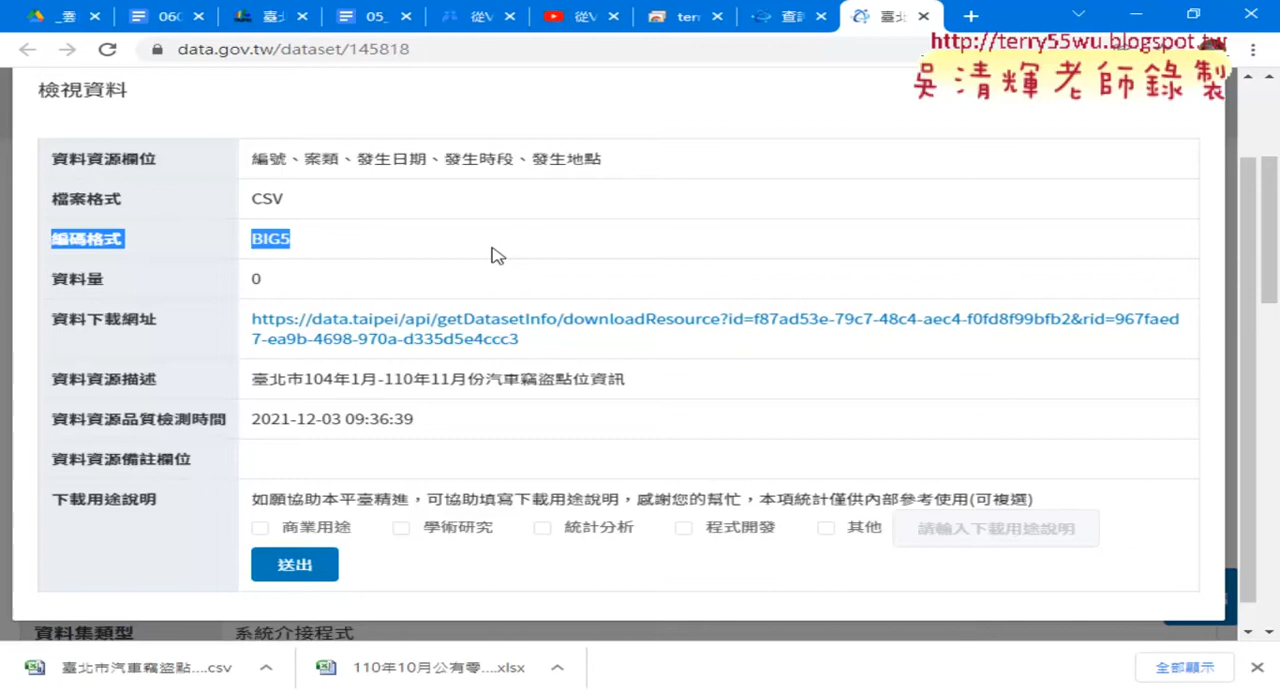 06
臺
05_
從V
從V
ten
查
臺
data.gov.tw/dataset/145818
http://terry55wu.blogspot.tw
吳清輝老師錄製
檢視資料
資料資源欄位 編號、案類、發生日期、發生時段、發生地點
檔案格式 CSV
編碼格式 BIG5
資料量 0
資料下載網址 https://data.taipei/api/getDatasetInfo/downloadResource?id=f87ad53e-79c7-48c4-aec4-f0fd8f99bfb2&rid=967faed
7-ea9b-4698-970a-d335d5e4ccc3
資料資源描述 臺北市104年1月-110年11月份汽車竊盜點位資訊
資料資源品質檢測時間 2021-12-03 09:36:39
資料資源備註欄位
下載用途說明 如願協助本平臺精進，可協助填寫下載用途說明，感謝您的幫忙，本項統計僅供內部參考使用(可複選)
商業用途 學術研究 統計分析 程式開發 其他 請輸入下載用途說明
送出
資料集類型 系統介接程式
臺北市汽車竊盜點....csv 110年10月公有零....xlsx 全部顯示